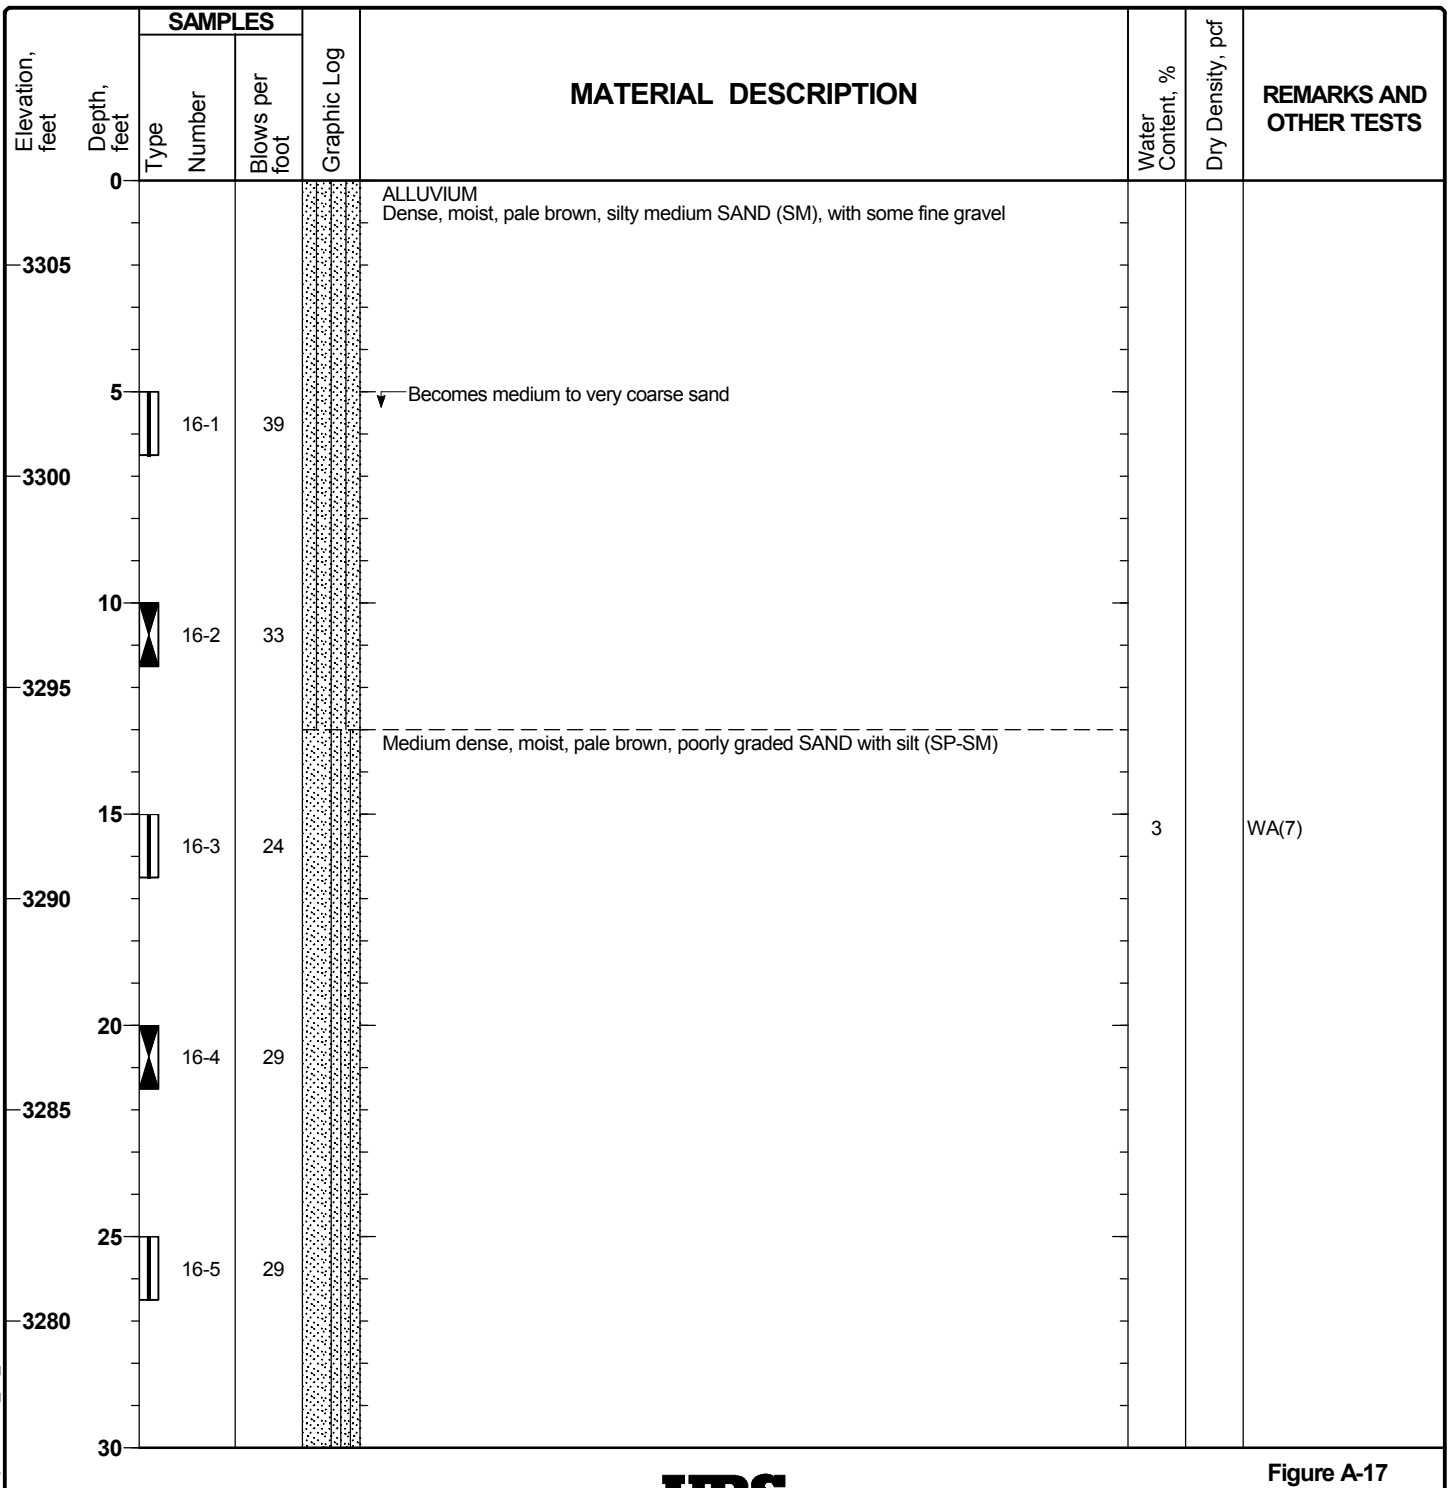 SAMPLES
Elevation, feet
Depth, feet
Type
Number
Blows per foot
Graphic Log
MATERIAL DESCRIPTION
Water Content, %
Dry Density, pcf
REMARKS AND
OTHER TESTS
0
ALLUVIUM
Dense, moist, pale brown, silty medium SAND (SM), with some fine gravel
3305
5
Becomes medium to very coarse sand
16-1 39
3300
10
16-2 33
3295
Medium dense, moist, pale brown, poorly graded SAND with silt (SP-SM)
15
3 WA(7)
16-3 24
3290
20
16-4 29
3285
25
16-5 29
3280
30
Figure A-17